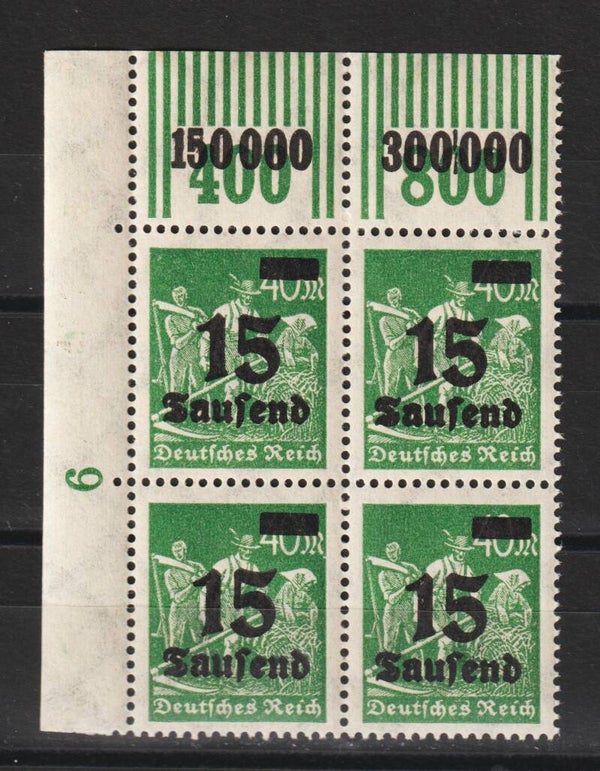 150000 300000
400 800
40M 40M
15 15
Tauſend Tauſend
Deutſches Reich Deutſches Reich
6
40M 40M
15 15
Tauſend Tauſend
Deutſches Reich Deutſches Reich